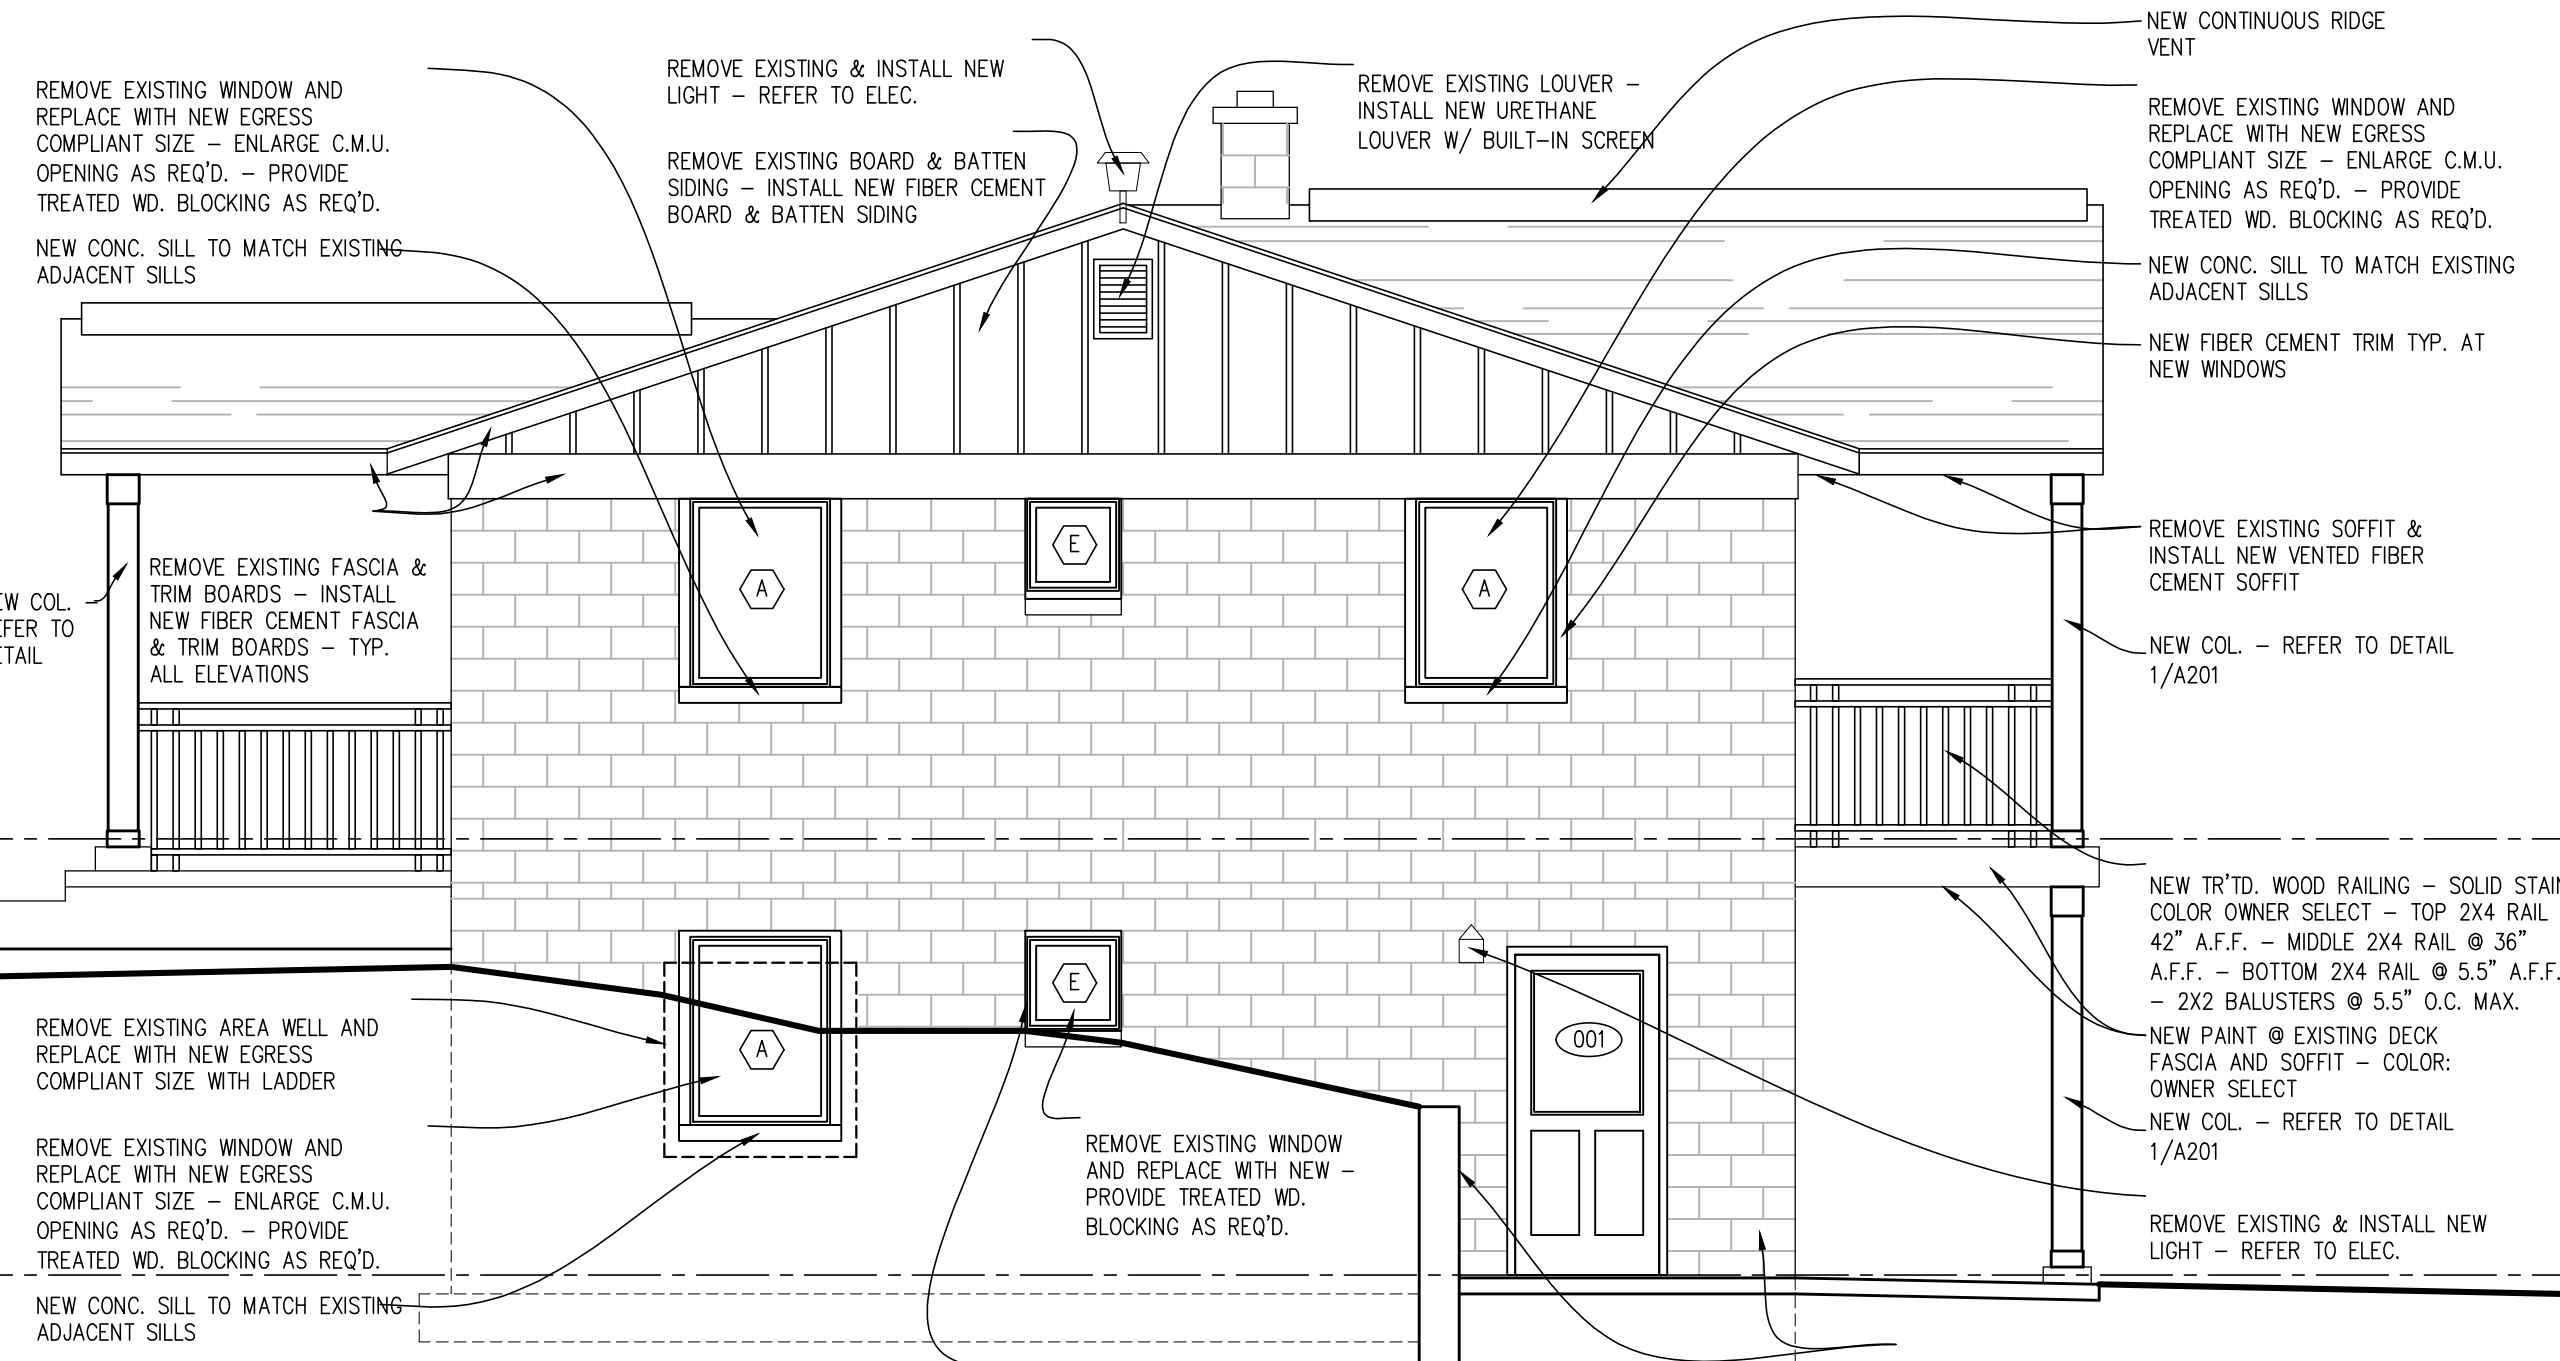 REMOVE EXISTING WINDOW AND
REPLACE WITH NEW EGRESS
COMPLIANT SIZE – ENLARGE C.M.U.
OPENING AS REQ'D. – PROVIDE
TREATED WD. BLOCKING AS REQ'D.
NEW CONC. SILL TO MATCH EXISTING
ADJACENT SILLS
REMOVE EXISTING & INSTALL NEW
LIGHT – REFER TO ELEC.
REMOVE EXISTING BOARD & BATTEN
SIDING – INSTALL NEW FIBER CEMENT
BOARD & BATTEN SIDING
REMOVE EXISTING LOUVER –
INSTALL NEW URETHANE
LOUVER W/ BUILT-IN SCREEN
NEW CONTINUOUS RIDGE
VENT
REMOVE EXISTING WINDOW AND
REPLACE WITH NEW EGRESS
COMPLIANT SIZE – ENLARGE C.M.U.
OPENING AS REQ'D. – PROVIDE
TREATED WD. BLOCKING AS REQ'D.
NEW CONC. SILL TO MATCH EXISTING
ADJACENT SILLS
NEW FIBER CEMENT TRIM TYP. AT
NEW WINDOWS
COL.
TO
REMOVE EXISTING FASCIA &
TRIM BOARDS – INSTALL
NEW FIBER CEMENT FASCIA
& TRIM BOARDS – TYP.
ALL ELEVATIONS
A
E
A
REMOVE EXISTING SOFFIT &
INSTALL NEW VENTED FIBER
CEMENT SOFFIT
NEW COL. – REFER TO DETAIL
1/A201
NEW TR'TD. WOOD RAILING – SOLID STAIN
COLOR OWNER SELECT – TOP 2X4 RAIL
42" A.F.F. – MIDDLE 2X4 RAIL @ 36"
A.F.F. – BOTTOM 2X4 RAIL @ 5.5" A.F.F.
– 2X2 BALUSTERS @ 5.5" O.C. MAX.
NEW PAINT @ EXISTING DECK
FASCIA AND SOFFIT – COLOR:
OWNER SELECT
NEW COL. – REFER TO DETAIL
1/A201
REMOVE EXISTING & INSTALL NEW
LIGHT – REFER TO ELEC.
REMOVE EXISTING AREA WELL AND
REPLACE WITH NEW EGRESS
COMPLIANT SIZE WITH LADDER
A
E
001
REMOVE EXISTING WINDOW AND
REPLACE WITH NEW EGRESS
COMPLIANT SIZE – ENLARGE C.M.U.
OPENING AS REQ'D. – PROVIDE
TREATED WD. BLOCKING AS REQ'D.
NEW CONC. SILL TO MATCH EXISTING
ADJACENT SILLS
REMOVE EXISTING WINDOW
AND REPLACE WITH NEW –
PROVIDE TREATED WD.
BLOCKING AS REQ'D.